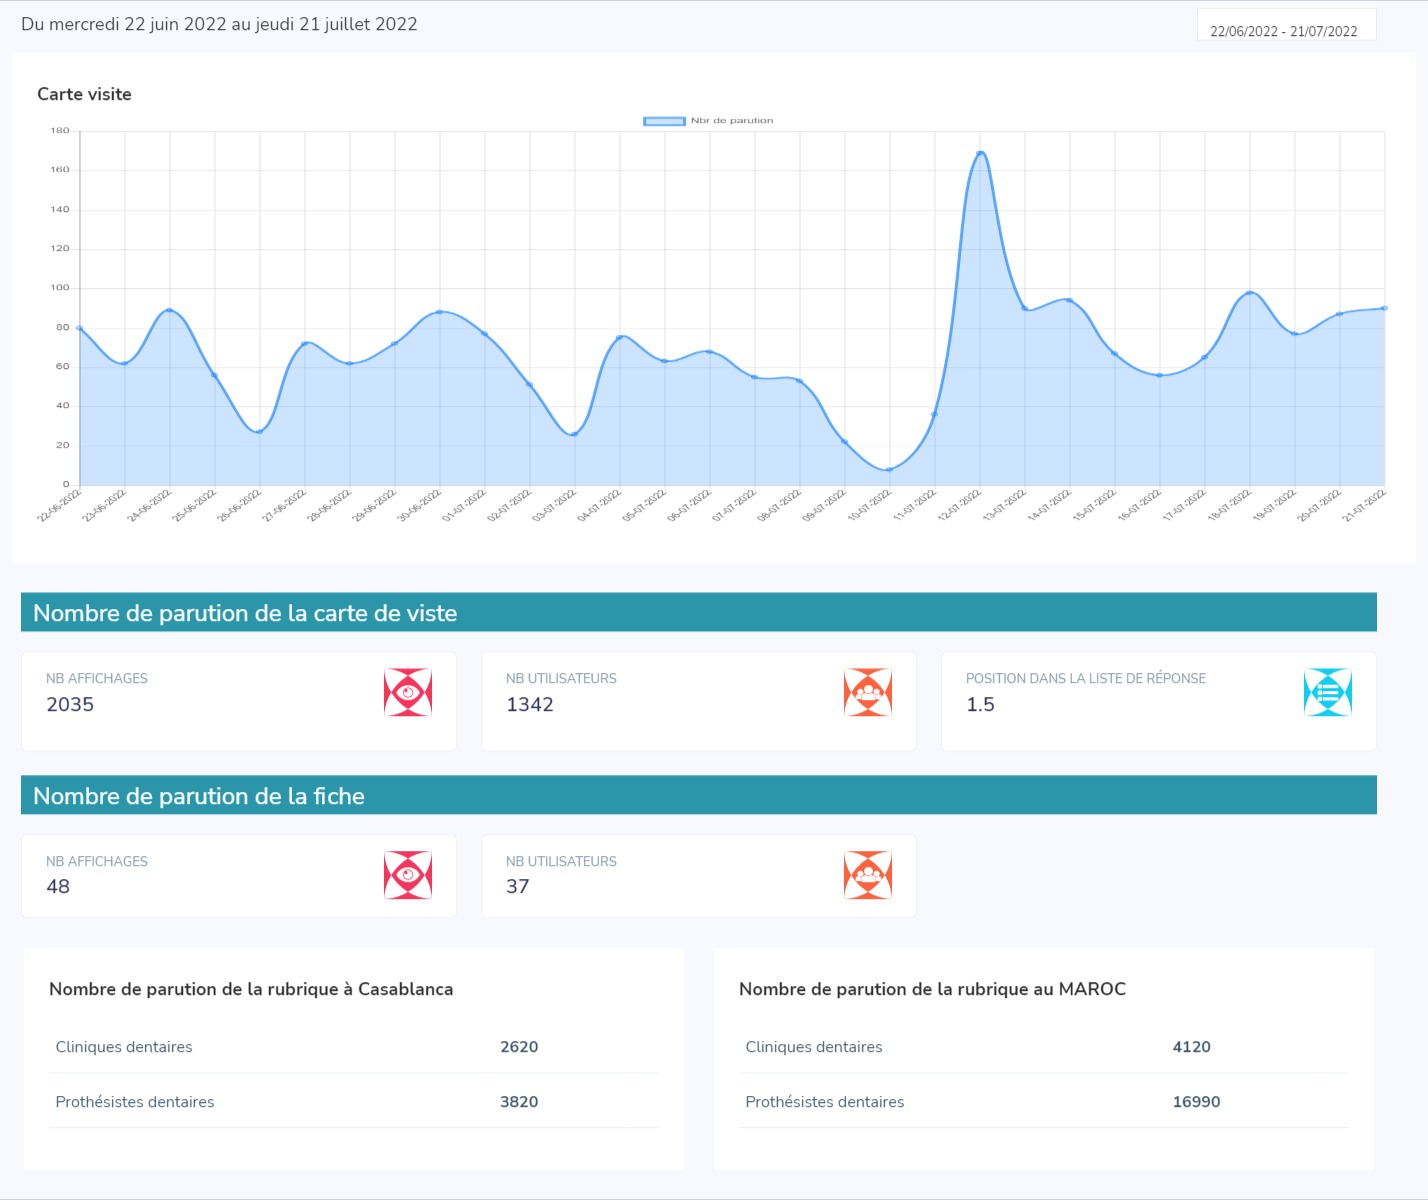 Du mercredi 22 juin 2022 au jeudi 21 juillet 2022
22/06/2022 - 21/07/2022
Carte visite
Nbr de parution
180
160
140
120
100
80
60
40
20
0
22-06-2022
23-06-2022
24-06-2022
25-06-2022
26-06-2022
27-06-2022
28-06-2022
29-06-2022
30-06-2022
01-07-2022
02-07-2022
03-07-2022
04-07-2022
05-07-2022
06-07-2022
07-07-2022
08-07-2022
09-07-2022
10-07-2022
11-07-2022
12-07-2022
13-07-2022
14-07-2022
15-07-2022
16-07-2022
17-07-2022
18-07-2022
19-07-2022
20-07-2022
21-07-2022
Nombre de parution de la carte de viste
NB AFFICHAGES
2035
NB UTILISATEURS
1342
POSITION DANS LA LISTE DE RÉPONSE
1.5
Nombre de parution de la fiche
NB AFFICHAGES
48
NB UTILISATEURS
37
Nombre de parution de la rubrique à Casablanca
Cliniques dentaires 2620
Prothésistes dentaires 3820
Nombre de parution de la rubrique au MAROC
Cliniques dentaires 4120
Prothésistes dentaires 16990